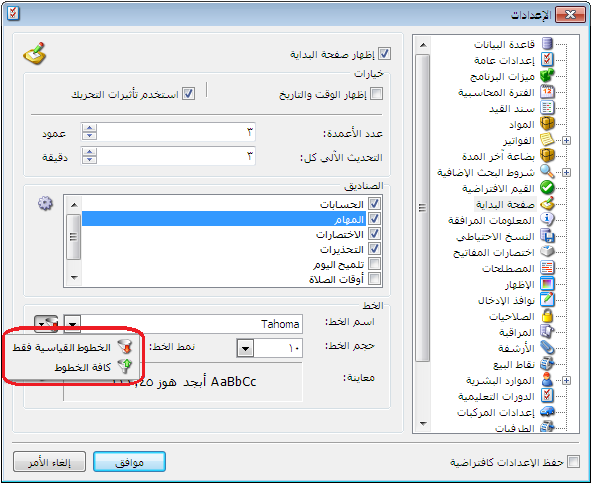 الإعدادات
قاعدة البيانات
إعدادات عامة
ميزات البرنامج
الفترة المحاسبية
سند القيد
المواد
الفواتير
بضاعة آخر المدة
شروط البحث الإضافية
القيم الافتراضية
صفحة البداية
المعلومات المرافقة
النسخ الاحتياطي
اختصارات المفاتيح
المصطلحات
الإظهار
نوافذ الإدخال
الصلاحيات
المراقبة
الأرشفة
نقاط البيع
الموارد البشرية
الدورات التعليمية
إعدادات المركبات
الطرفيات
إظهار صفحة البداية
خيارات
إظهار الوقت والتاريخ
استخدم تأثيرات التحريك
عدد الأعمدة: ٣ عمود
التحديث الآلي كل: ٣ دقيقة
الصناديق
الحسابات
المهام
الاختصارات
التحذيرات
تلميح اليوم
أوقات الصلاة
الخط
اسم الخط: Tahoma
حجم الخط: ١٠ نمط الخط:
معاينة: AaBbCc أبجد هوز
الخطوط القياسية فقط
كافة الخطوط
حفظ الإعدادات كافتراضية
موافق
إلغاء الأمر